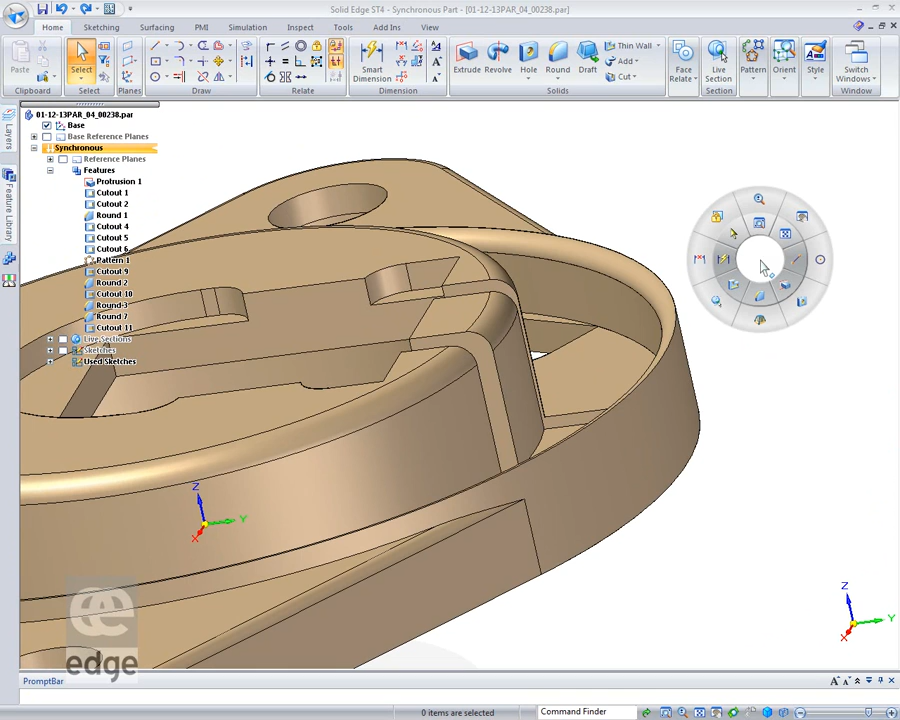 Solid Edge ST4 - Synchronous Part - [01-12-13PAR_04_00238.par]
Home Sketching Surfacing PMI Simulation Inspect Tools Add Ins View
Paste Select Smart Dimension Extrude Revolve Hole Round Draft Thin Wall Add Cut Face Relate Live Section Pattern Orient Style Switch Windows
Clipboard Select Planes Draw Relate Dimension Solids Section Window
Layers
Feature Library
01-12-13PAR_04_00238.par
Base
Base Reference Planes
Synchronous
Reference Planes
Features
Protrusion 1
Cutout 1
Cutout 2
Round 1
Cutout 4
Cutout 5
Cutout 6
Pattern 1
Cutout 9
Round 2
Cutout 10
Round 3
Round 7
Cutout 11
Live Sections
Sketches
Used Sketches
Z
Y
X
Z
Y
X
edge
PromptBar
A A
0 items are selected Command Finder